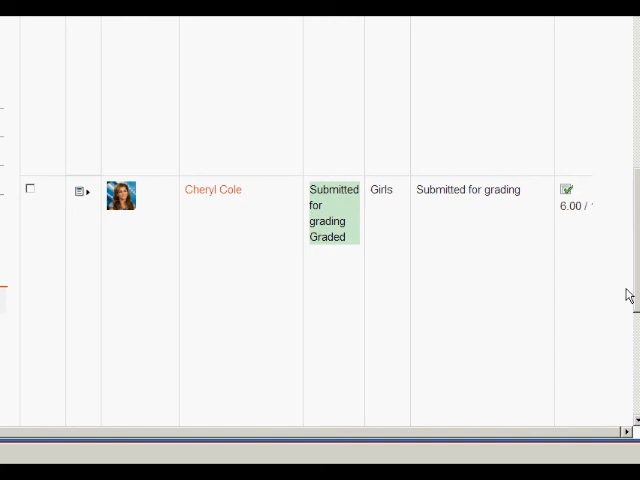 Cheryl Cole
Submitted
for
grading
Graded
Girls
Submitted for grading
6.00 /